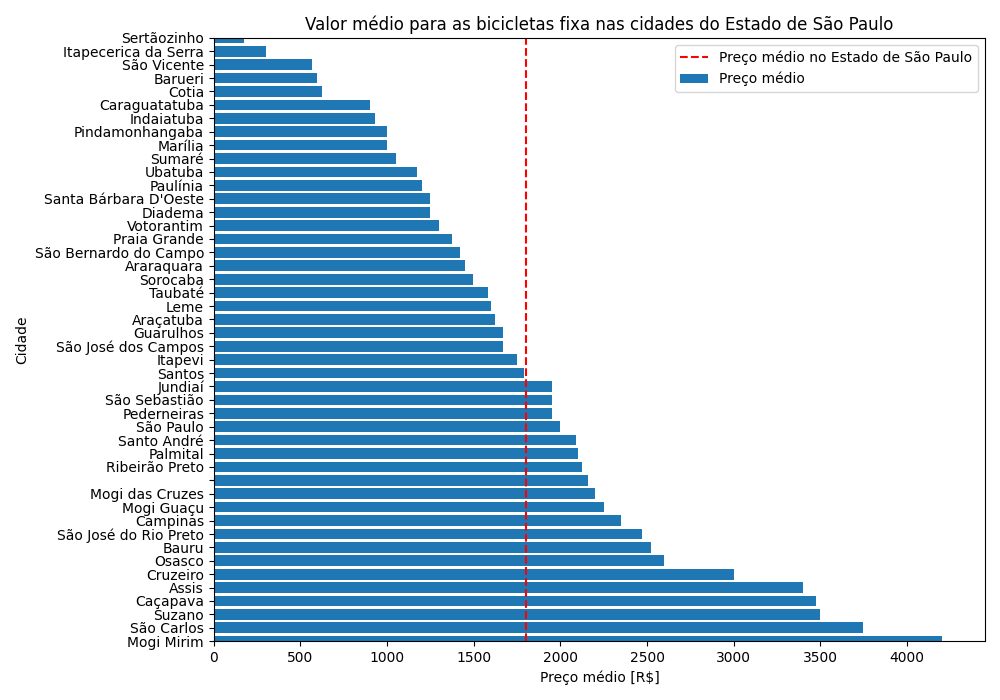 Valor médio para as bicicletas fixa nas cidades do Estado de São Paulo
Preço médio no Estado de São Paulo
Preço médio
Cidade
Sertãozinho
Itapecerica da Serra
São Vicente
Barueri
Cotia
Caraguatatuba
Indaiatuba
Pindamonhangaba
Marília
Sumaré
Ubatuba
Paulínia
Santa Bárbara D'Oeste
Diadema
Votorantim
Praia Grande
São Bernardo do Campo
Araraquara
Sorocaba
Taubaté
Leme
Araçatuba
Guarulhos
São José dos Campos
Itapevi
Santos
Jundiaí
São Sebastião
Pederneiras
São Paulo
Santo André
Palmital
Ribeirão Preto
Mogi das Cruzes
Mogi Guaçu
Campinas
São José do Rio Preto
Bauru
Osasco
Cruzeiro
Assis
Caçapava
Suzano
São Carlos
Mogi Mirim
0 500 1000 1500 2000 2500 3000 3500 4000
Preço médio [R$]